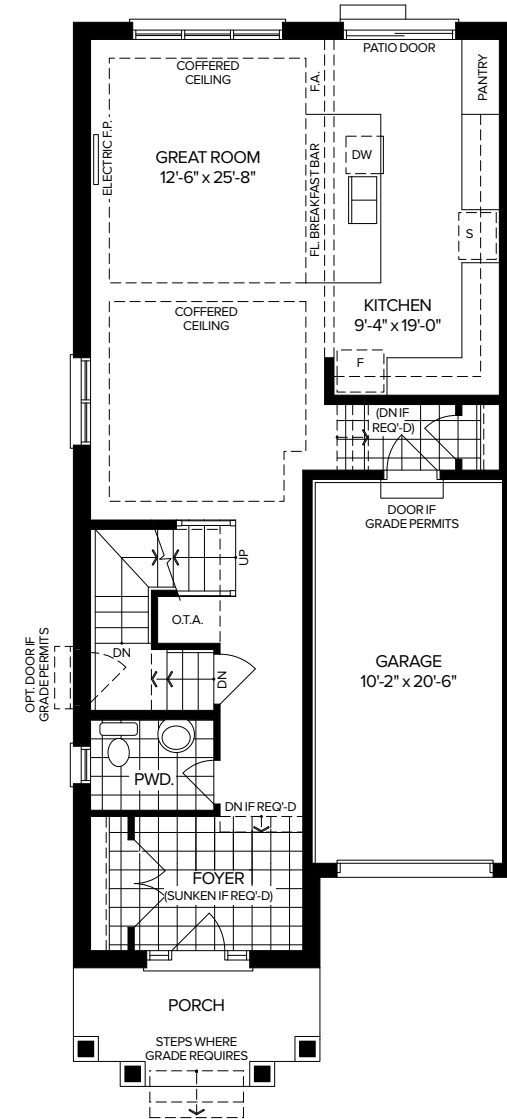 PATIO DOOR
COFFERED
CEILING
F.A.
PANTRY
ELECTRIC F.P.
GREAT ROOM
12'-6" x 25'-8"
FL. BREAKFAST BAR
DW
S
KITCHEN
9'-4" x 19'-0"
COFFERED
CEILING
F
(DN IF
REQ'-D)
DOOR IF
GRADE PERMITS
UP
O.T.A.
DN
DN
OPT. DOOR IF
GRADE PERMITS
GARAGE
10'-2" x 20'-6"
PWD.
DN IF REQ'-D
FOYER
(SUNKEN IF REQ'-D)
PORCH
STEPS WHERE
GRADE REQUIRES